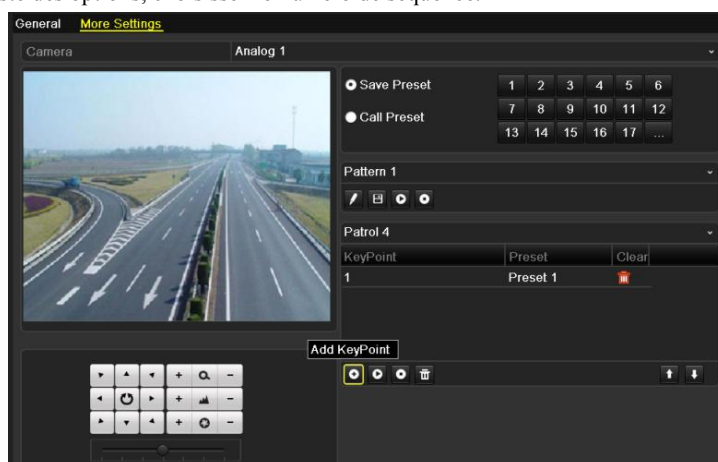 General More Settings
Camera Analog 1
Save Preset 1 2 3 4 5 6
Call Preset 7 8 9 10 11 12
13 14 15 16 17 ...
Pattern 1
Patrol 4
KeyPoint Preset Clear
1 Preset 1
Add KeyPoint